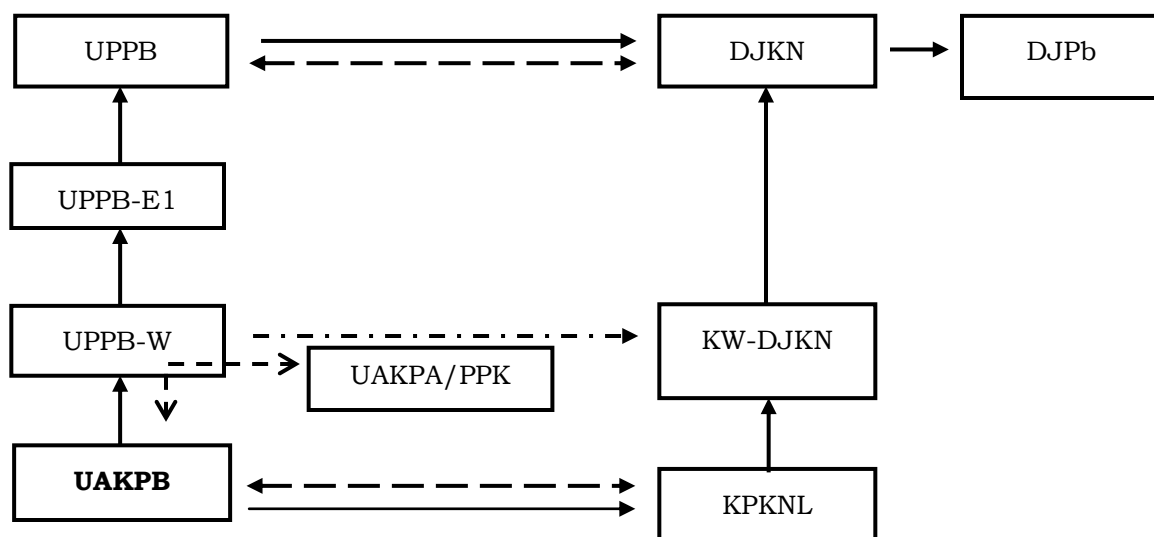 UPPB
DJKN
DJPb
UPPB-E1
UPPB-W
KW-DJKN
UAKPA/PPK
UAKPB
KPKNL